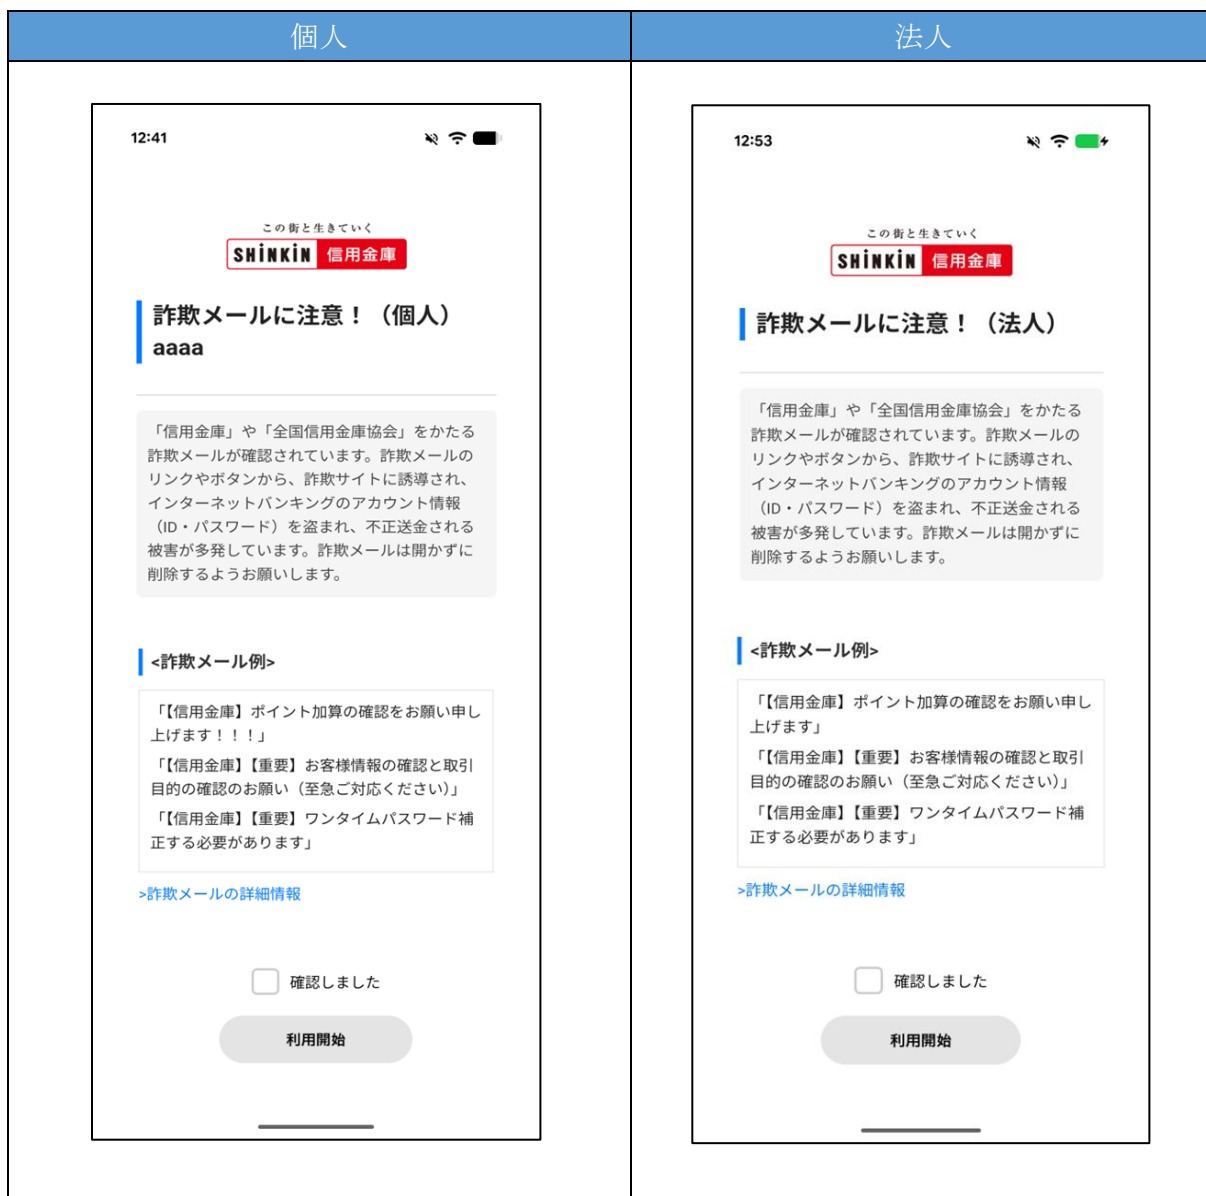 個人
法人
12:41
この街と生きていく
SHiNKiN 信用金庫
詐欺メールに注意！（個人）
aaaa
「信用金庫」や「全国信用金庫協会」をかたる
詐欺メールが確認されています。詐欺メールの
リンクやボタンから、詐欺サイトに誘導され、
インターネットバンキングのアカウント情報
（ID・パスワード）を盗まれ、不正送金される
被害が多発しています。詐欺メールは開かずに
削除するようお願いします。
<詐欺メール例>
「【信用金庫】ポイント加算の確認をお願い申し
上げます！！！」
「【信用金庫】【重要】お客様情報の確認と取引
目的の確認のお願い（至急ご対応ください）」
「【信用金庫】【重要】ワンタイムパスワード補
正する必要があります」
>詐欺メールの詳細情報
確認しました
利用開始
12:53
この街と生きていく
SHiNKiN 信用金庫
詐欺メールに注意！（法人）
「信用金庫」や「全国信用金庫協会」をかたる
詐欺メールが確認されています。詐欺メールの
リンクやボタンから、詐欺サイトに誘導され、
インターネットバンキングのアカウント情報
（ID・パスワード）を盗まれ、不正送金される
被害が多発しています。詐欺メールは開かずに
削除するようお願いします。
<詐欺メール例>
「【信用金庫】ポイント加算の確認をお願い申し
上げます」
「【信用金庫】【重要】お客様情報の確認と取引
目的の確認のお願い（至急ご対応ください）」
「【信用金庫】【重要】ワンタイムパスワード補
正する必要があります」
>詐欺メールの詳細情報
確認しました
利用開始